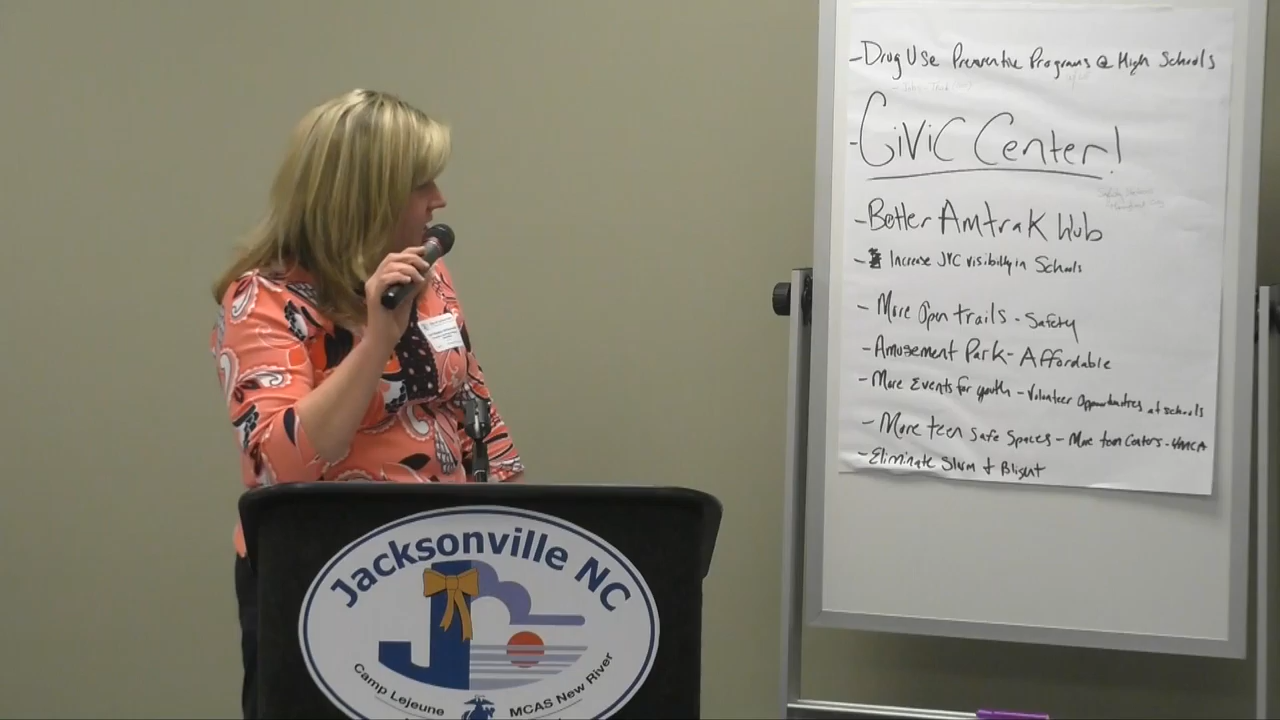 - Drug Use Preventive Programs @ High Schools
- Civic Center!
- Better Amtrak Hub
- Increase JYC visibility in Schools
- More Open trails - Safety
- Amusement Park - Affordable
- More Events for youth - Volunteer Opportunities at schools
- More teen safe spaces - More teen Centers - YMCA
- Eliminate Slum & Blight
Jacksonville NC
Camp Lejeune
MCAS New River